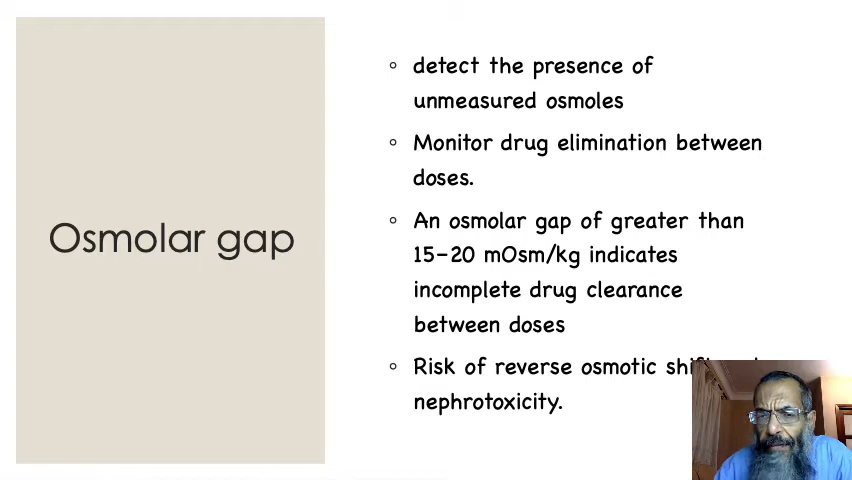 Osmolar gap
detect the presence of
unmeasured osmoles
Monitor drug elimination between
doses.
An osmolar gap of greater than
15–20 mOsm/kg indicates
incomplete drug clearance
between doses
Risk of reverse osmotic
nephrotoxicity.